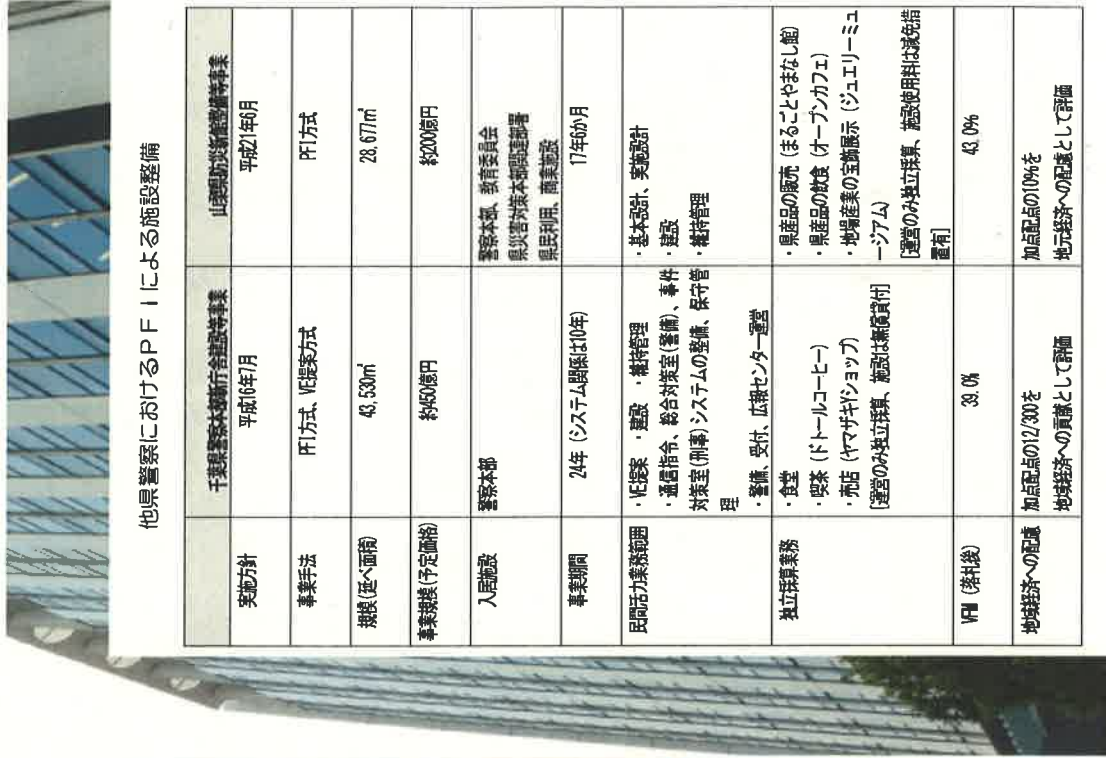 他県警察におけるＰＦＩによる施設整備
千葉県警察本部新庁舎建設等事業
山梨県防災新館整備等事業
実施方針
平成16年7月
平成21年6月
事業手法
PFI方式、VE提案方式
PFI方式
規模(延べ面積)
43,530㎡
28,677㎡
事業規模(予定価格)
約450億円
約200億円
入居施設
警察本部
警察本部、教育委員会
県災害対策本部関連部署
県民利用、商業施設
事業期間
24年（システム関係は10年）
17年6か月
民間活力業務範囲
・VE提案　・建設　・維持管理
・通信指令、総合対策室(警備)、事件
対策室(刑事)システムの整備、保守管
理
・警備、受付、広報センター運営
・基本設計、実施設計
・建設
・維持管理
独立採算業務
・食堂
・喫茶（ドトールコーヒー）
・売店（ヤマザキYショップ）
[運営のみ独立採算、施設は無償貸付]
・県産品の販売（まるごとやまなし館）
・県産品の飲食（オープンカフェ）
・地場産業の宝飾展示（ジュエリーミュ
ージアム）
[運営のみ独立採算、施設使用料は減免措
置有]
VFM（落札後）
39.0%
43.0%
地域経済への配慮
加点配点の12/300を
地域経済への貢献として評価
加点配点の10%を
地元経済への配慮として評価